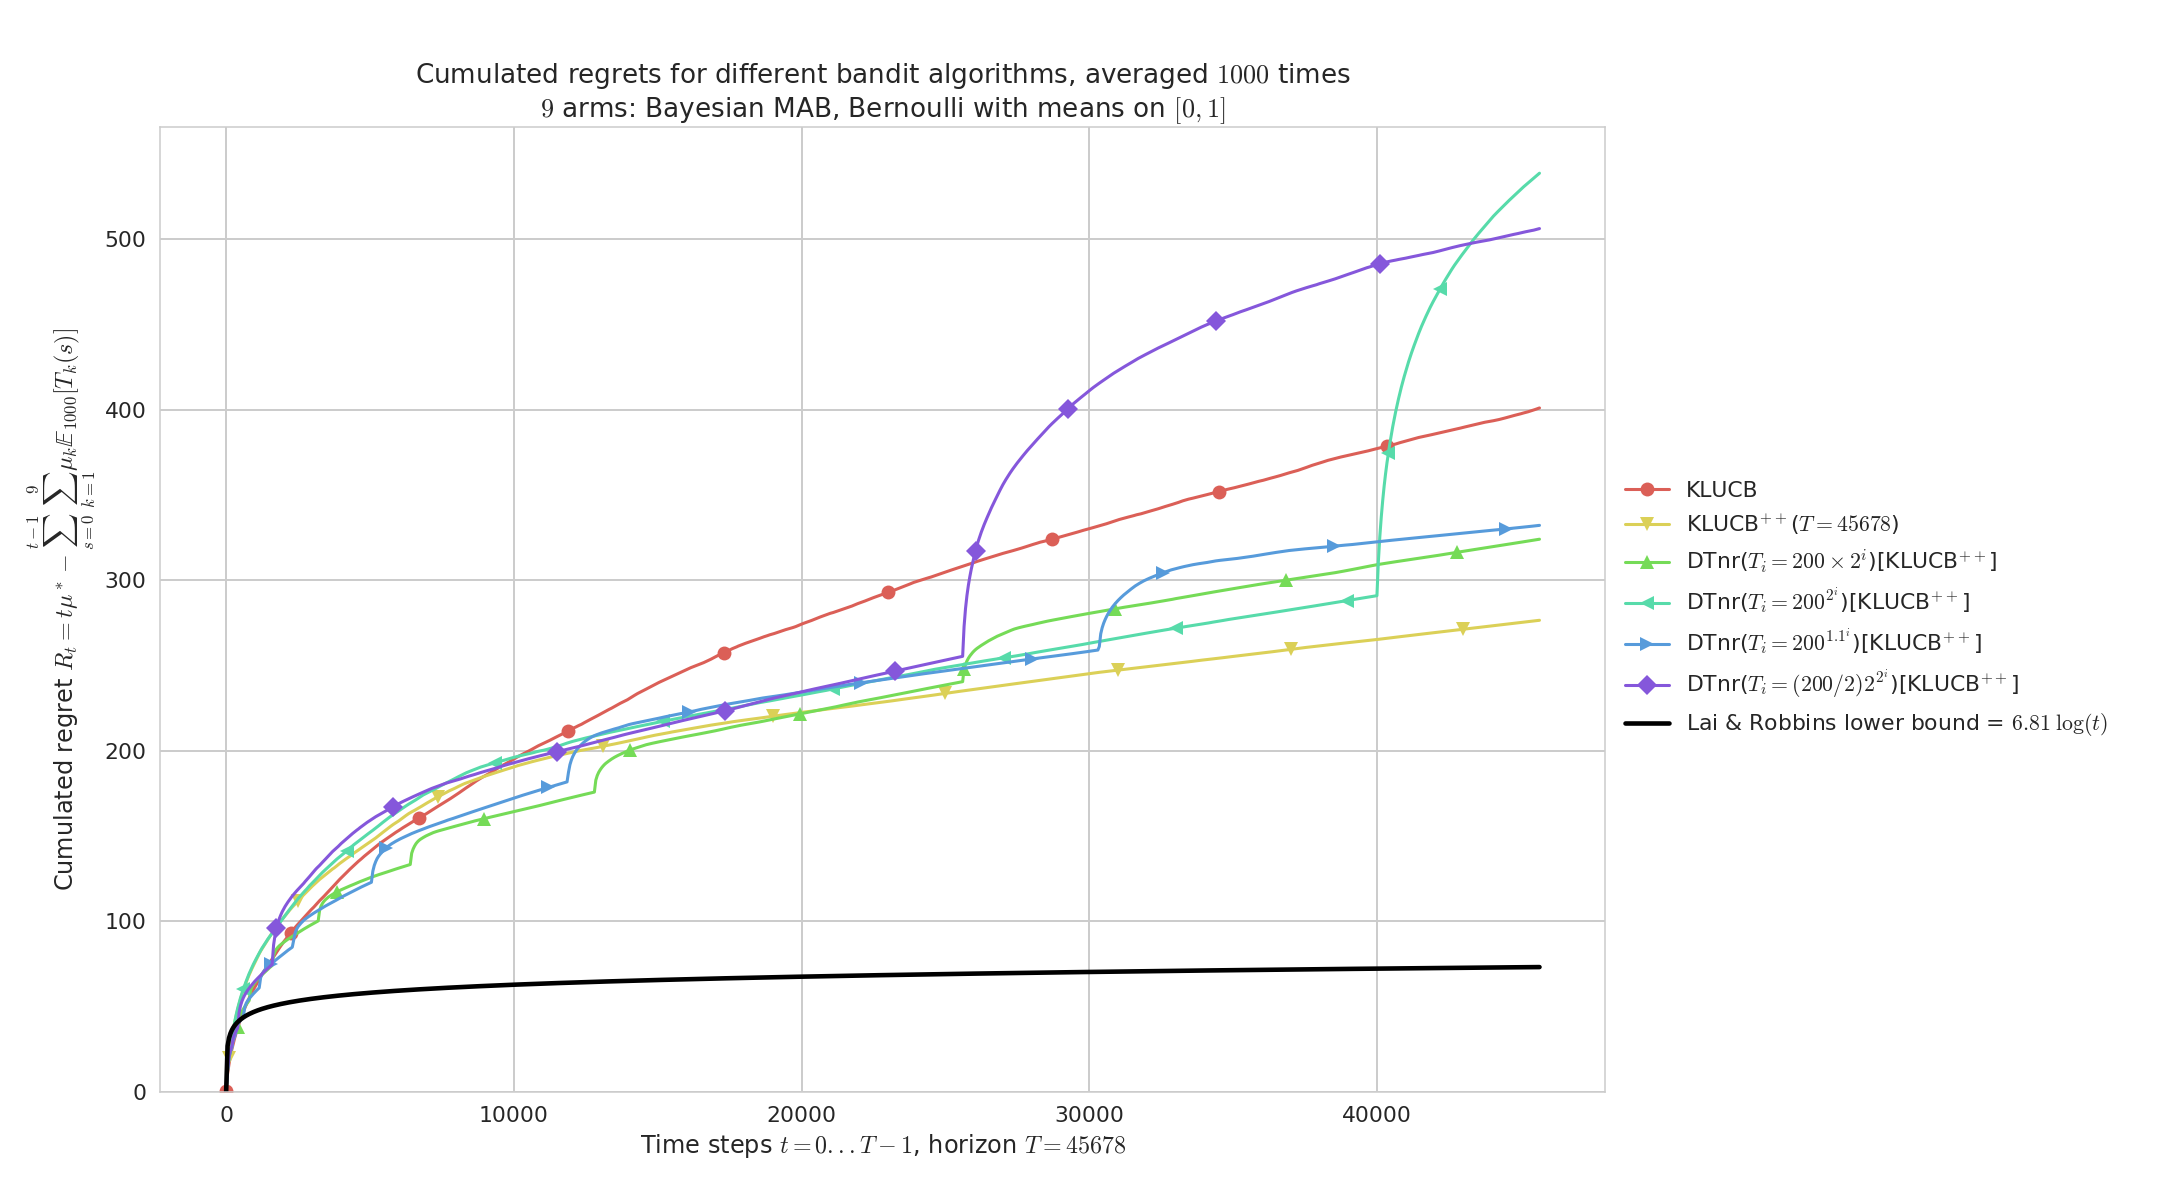 Cumulated regrets for different bandit algorithms, averaged 1000 times
9 arms: Bayesian MAB, Bernoulli with means on [0, 1]
Cumulated regret R_t = tμ* − ∑_{s=0}^{t−1} ∑_{k=1}^{9} μ_k 𝔼_{1000}[T_k(s)]
500
400
300
200
100
0
0 10000 20000 30000 40000
Time steps t = 0...T − 1, horizon T = 45678
KLUCB
KLUCB^{++}(T = 45678)
DTnr(T_i = 200 × 2^i)[KLUCB^{++}]
DTnr(T_i = 200^{2^i})[KLUCB^{++}]
DTnr(T_i = 200^{1.1^i})[KLUCB^{++}]
DTnr(T_i = (200/2)2^{2^i})[KLUCB^{++}]
Lai & Robbins lower bound = 6.81 log(t)